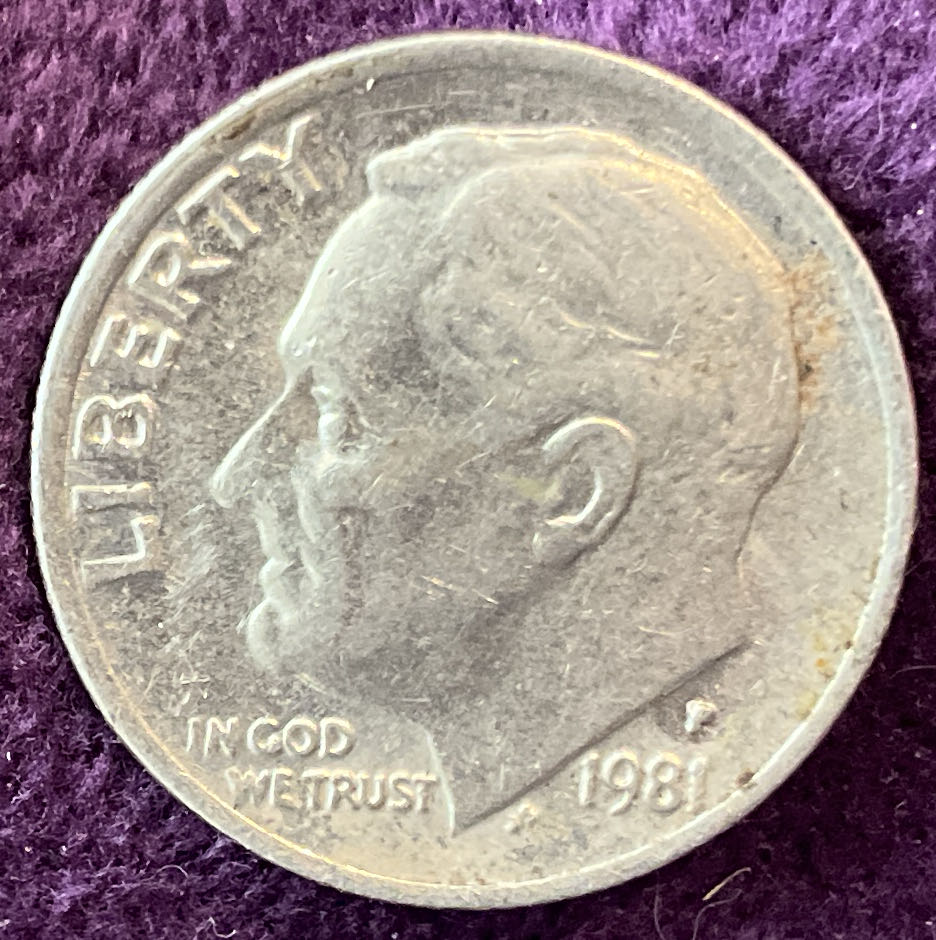 LIBERTY
IN GOD
WE TRUST
P
1981